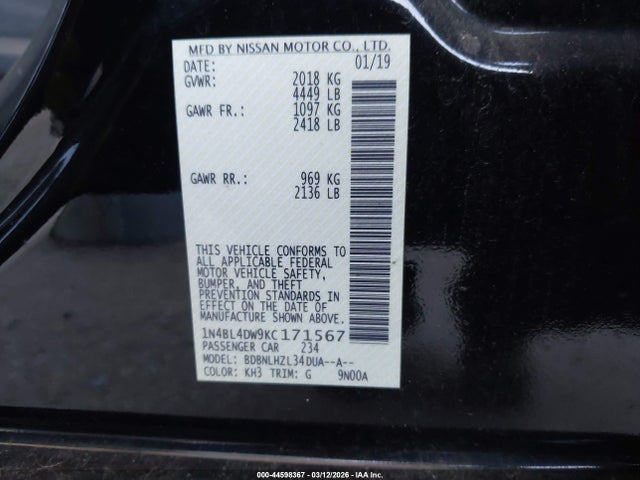 MFD BY NISSAN MOTOR CO., LTD.
DATE: 01/19
GVWR: 2018 KG
4449 LB
GAWR FR.: 1097 KG
2418 LB
GAWR RR.: 969 KG
2136 LB
THIS VEHICLE CONFORMS TO
ALL APPLICABLE FEDERAL
MOTOR VEHICLE SAFETY,
BUMPER, AND THEFT
PREVENTION STANDARDS IN
EFFECT ON THE DATE OF
MANUFACTURE SHOWN ABOVE.
1N4BL4DW9KC171567
PASSENGER CAR 234
MODEL: BDBNLHZL34DUA--A--
COLOR: KH3 TRIM: G 9N00A
000-44598367 - 03/12/2026 - IAA Inc.